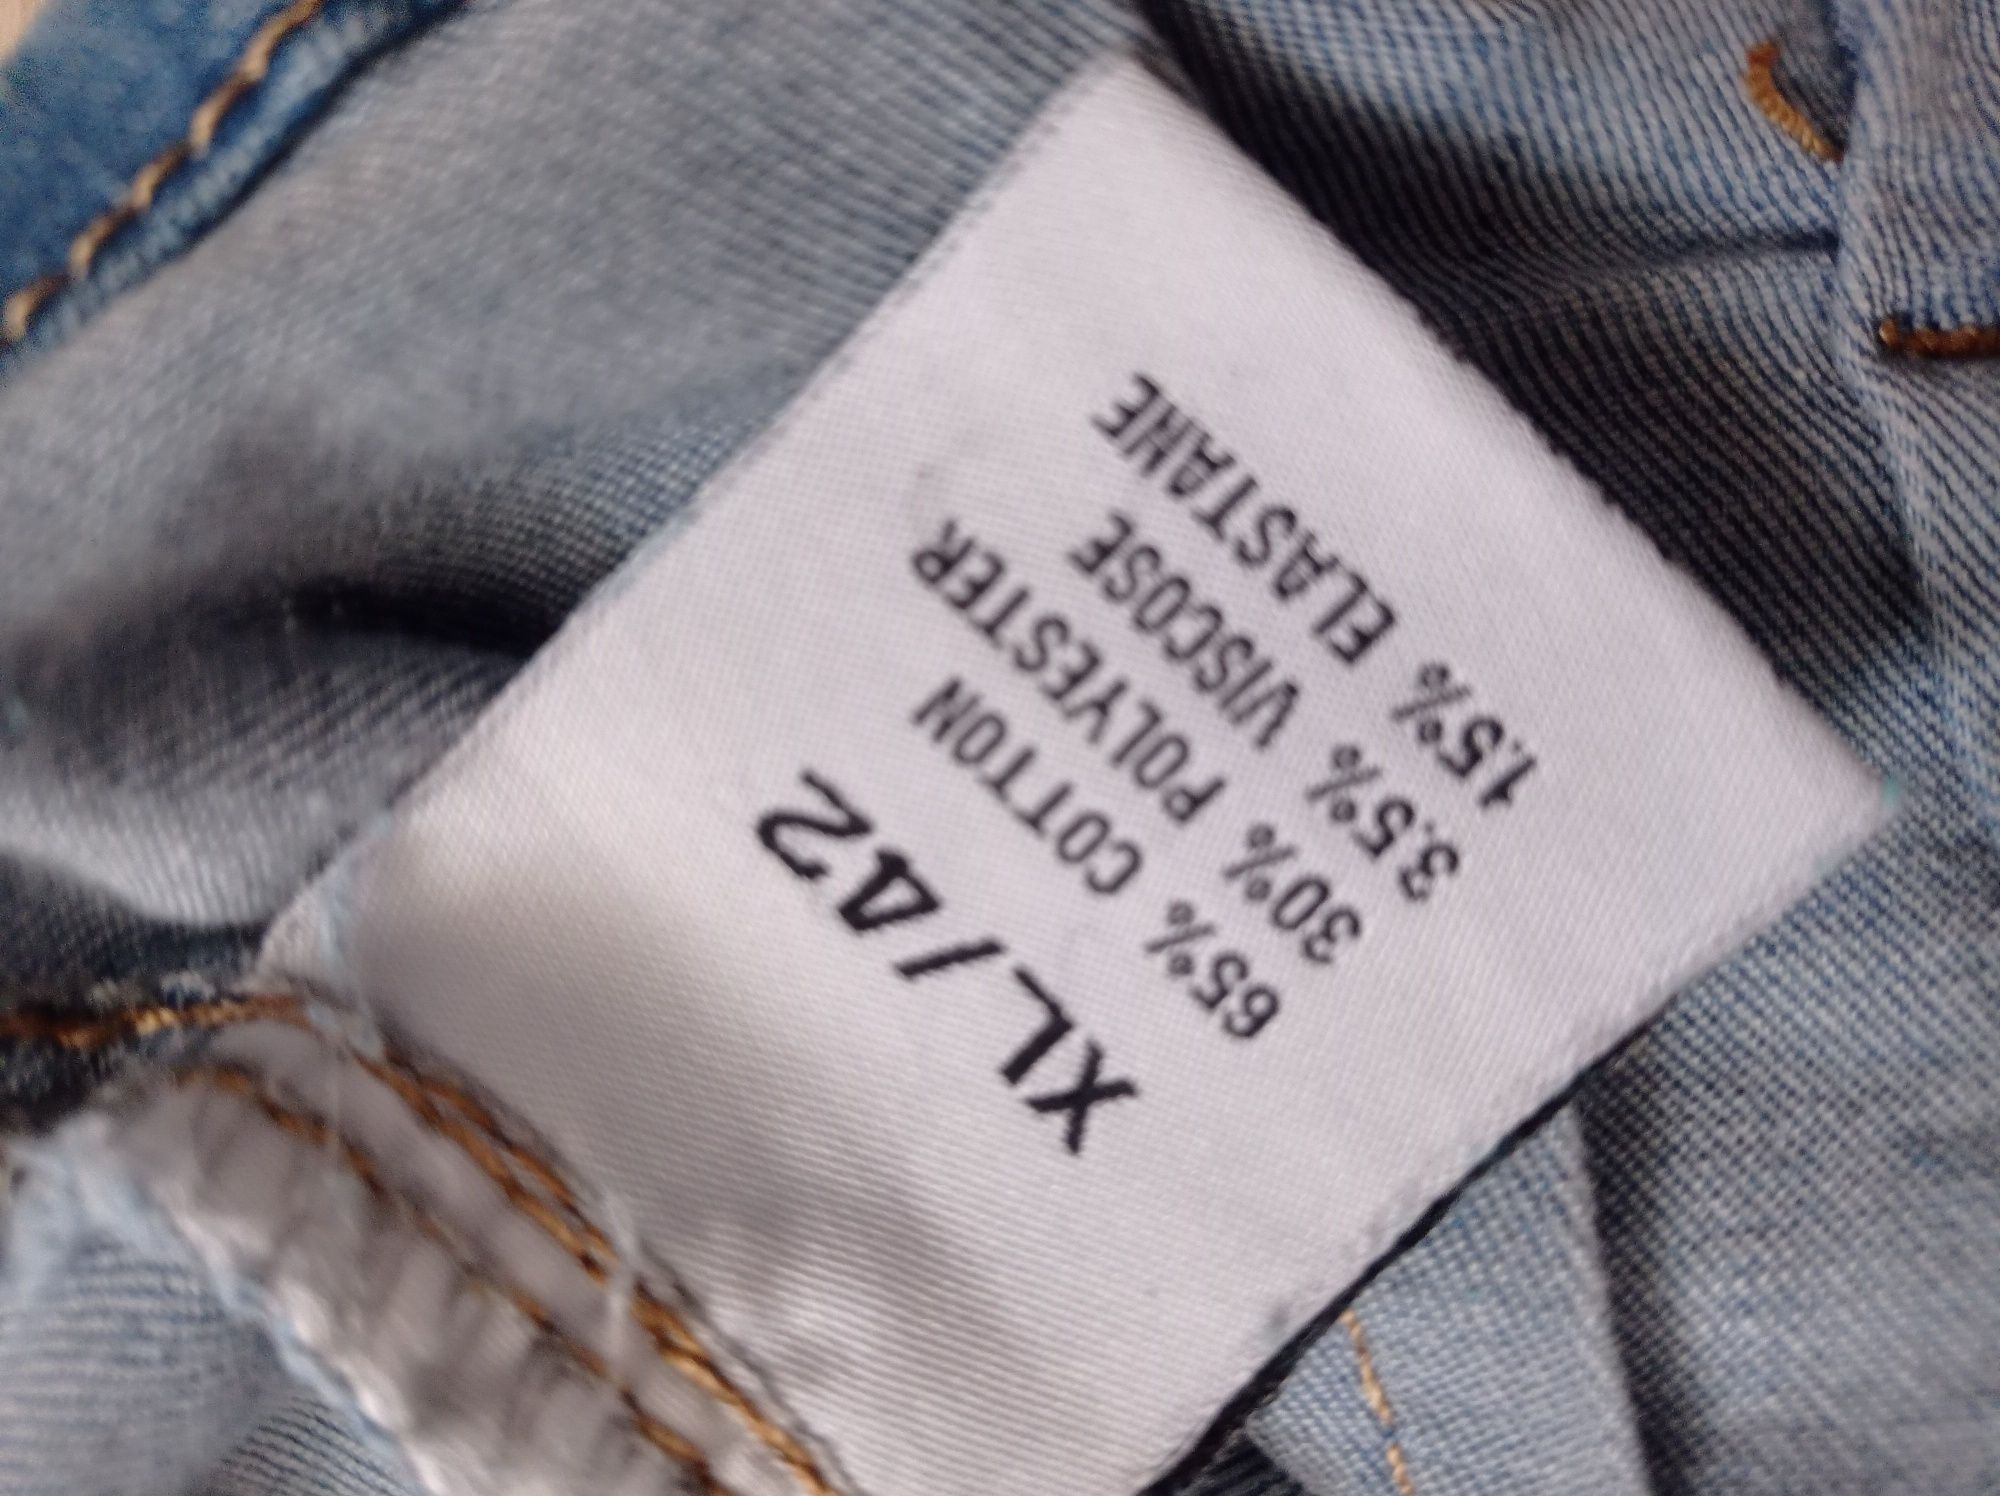 XL/42
65% COTTON
30% POLYESTER
3.5% VISCOSE
1.5% ELASTANE